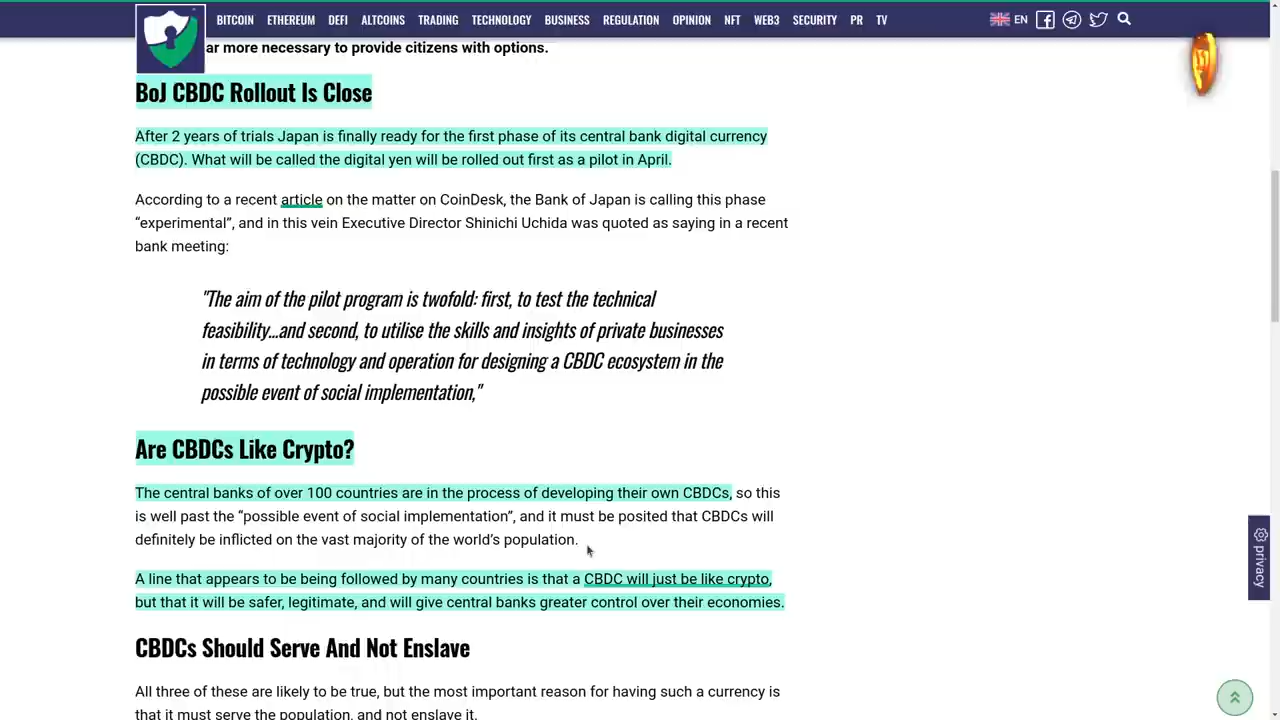 BITCOIN ETHEREUM DEFI ALTCOINS TRADING TECHNOLOGY BUSINESS REGULATION OPINION NFT WEB3 SECURITY PR TV EN
ar more necessary to provide citizens with options.
BoJ CBDC Rollout Is Close
After 2 years of trials Japan is finally ready for the first phase of its central bank digital currency
(CBDC). What will be called the digital yen will be rolled out first as a pilot in April.
According to a recent article on the matter on CoinDesk, the Bank of Japan is calling this phase
“experimental”, and in this vein Executive Director Shinichi Uchida was quoted as saying in a recent
bank meeting:
"The aim of the pilot program is twofold: first, to test the technical
feasibility...and second, to utilise the skills and insights of private businesses
in terms of technology and operation for designing a CBDC ecosystem in the
possible event of social implementation,"
Are CBDCs Like Crypto?
The central banks of over 100 countries are in the process of developing their own CBDCs, so this
is well past the “possible event of social implementation”, and it must be posited that CBDCs will
definitely be inflicted on the vast majority of the world’s population.
A line that appears to be being followed by many countries is that a CBDC will just be like crypto,
but that it will be safer, legitimate, and will give central banks greater control over their economies.
CBDCs Should Serve And Not Enslave
All three of these are likely to be true, but the most important reason for having such a currency is
that it must serve the population, and not enslave it.
privacy